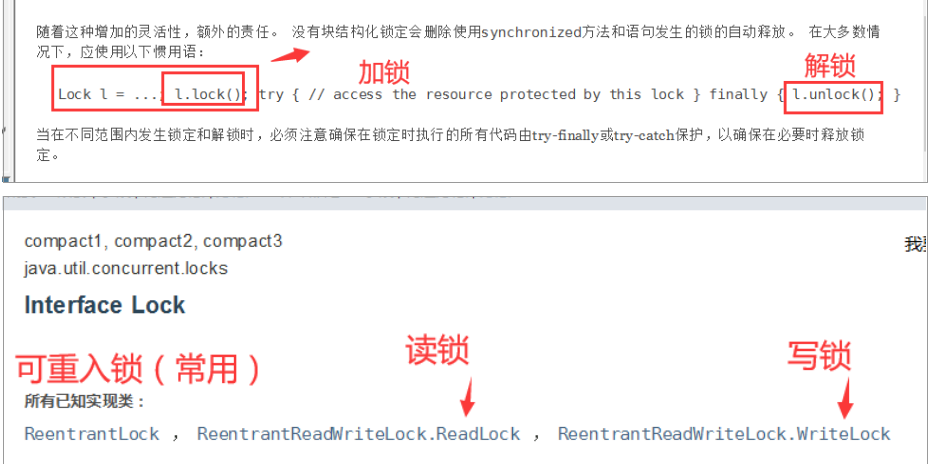 随着这种增加的灵活性，额外的责任。 没有块结构化锁定会删除使用synchronized方法和语句发生的锁的自动释放。 在大多数情
况下，应使用以下惯用语：
加锁
解锁
Lock l = ...; l.lock(); try { // access the resource protected by this lock } finally { l.unlock(); }
当在不同范围内发生锁定和解锁时，必须注意确保在锁定时执行的所有代码由try-finally或try-catch保护，以确保在必要时释放锁
定。
compact1, compact2, compact3
我
java.util.concurrent.locks
Interface Lock
可重入锁（常用）
读锁
写锁
所有已知实现类：
ReentrantLock ， ReentrantReadWriteLock.ReadLock ， ReentrantReadWriteLock.WriteLock